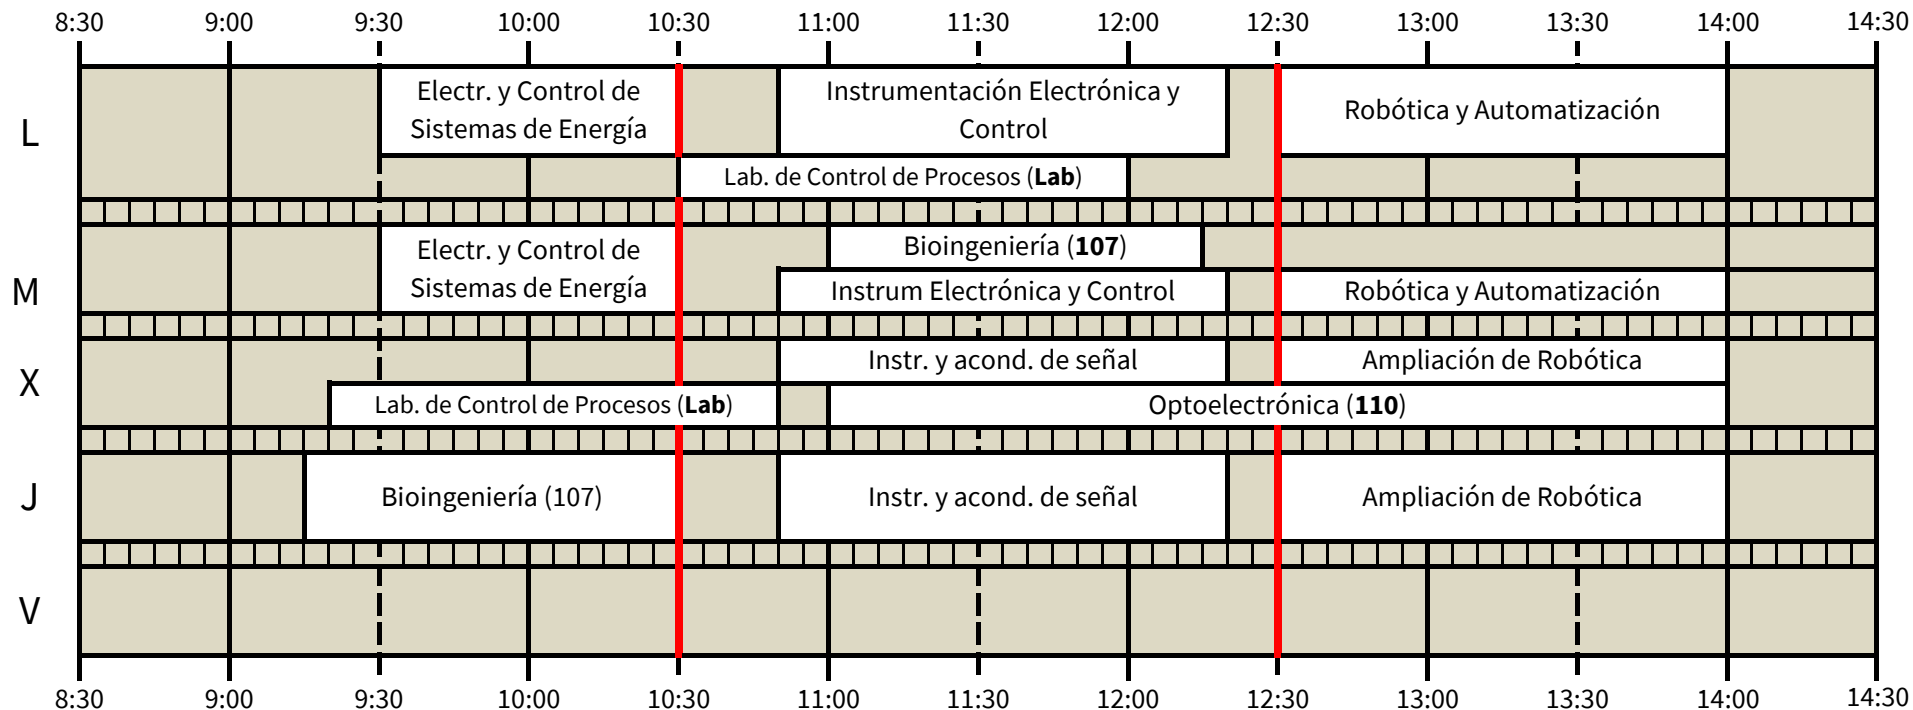 8:30 9:00 9:30 10:00 10:30 11:00 11:30 12:00 12:30 13:00 13:30 14:00 14:30
L
Electr. y Control de
Sistemas de Energía
Instrumentación Electrónica y
Control
Robótica y Automatización
Lab. de Control de Procesos (Lab)
M
Electr. y Control de
Sistemas de Energía
Bioingeniería (107)
Instrum Electrónica y Control
Robótica y Automatización
X
Instr. y acond. de señal
Ampliación de Robótica
Lab. de Control de Procesos (Lab)
Optoelectrónica (110)
J
Bioingeniería (107)
Instr. y acond. de señal
Ampliación de Robótica
V
8:30 9:00 9:30 10:00 10:30 11:00 11:30 12:00 12:30 13:00 13:30 14:00 14:30